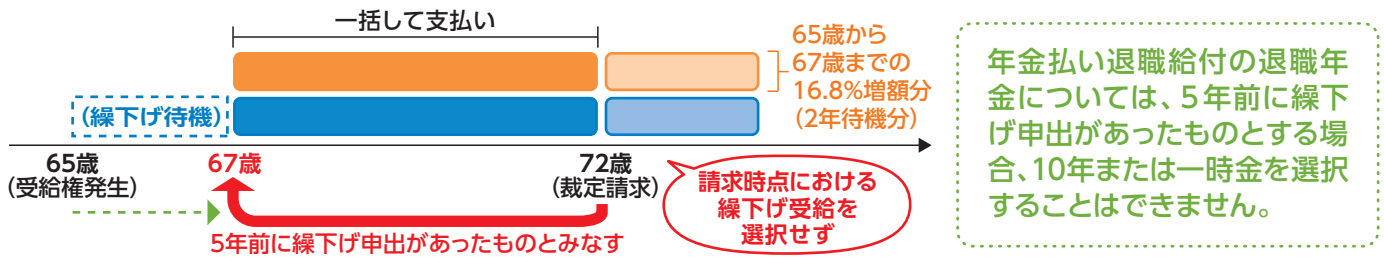 一括して支払い
65歳から
67歳までの
16.8%増額分
(2年待機分)
(繰下げ待機)
65歳
(受給権発生)
67歳
72歳
(裁定請求)
請求時点における
繰下げ受給を
選択せず
5年前に繰下げ申出があったものとみなす
年金払い退職給付の退職年
金については、5年前に繰下
げ申出があったものとする場
合、10年または一時金を選択
することはできません。